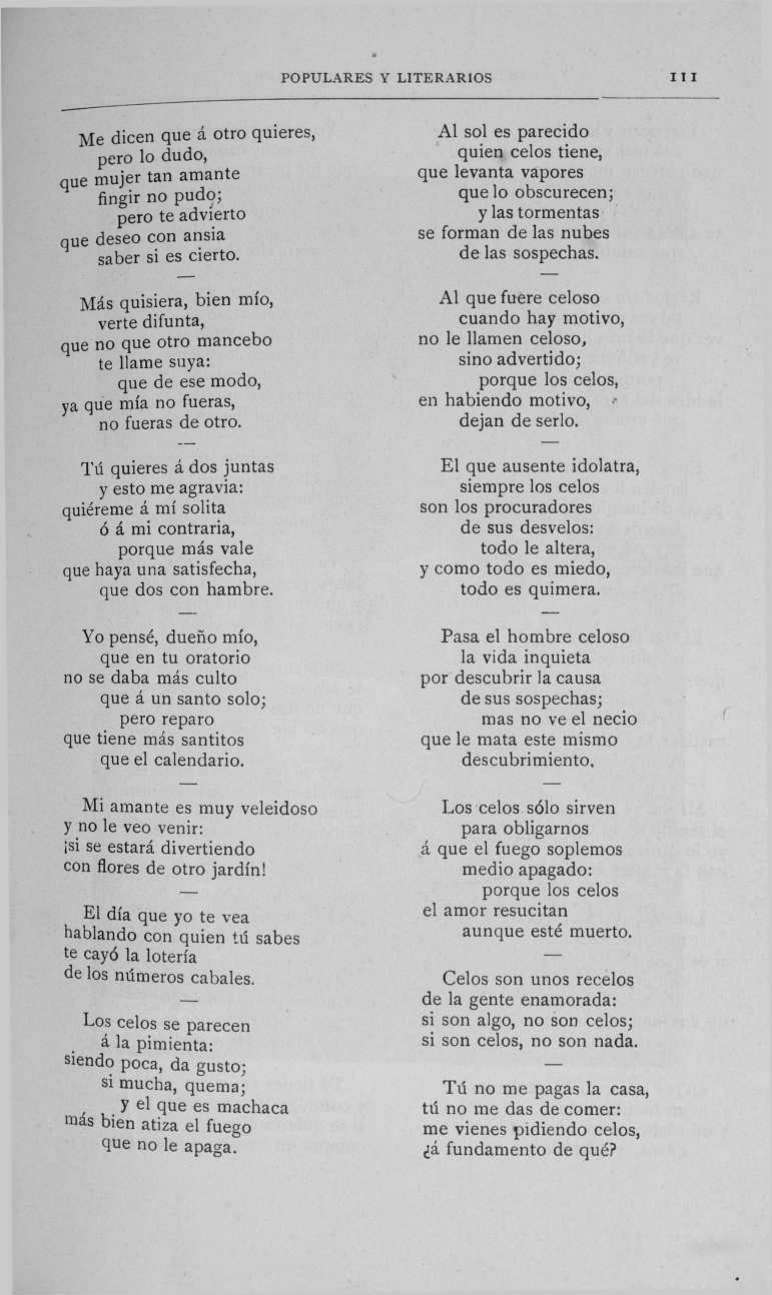 POPULARES Y LITERARIOS 111
Me dicen que á otro quieres,
pero lo dudo,
que mujer tan amante
fingir no pudo;
pero te advierto
que deseo con ansia
saber si es cierto.
—
Más quisiera, bien mío,
verte difunta,
que no que otro mancebo
te llame suya:
que de ese modo,
ya que mía no fueras,
no fueras de otro.
—
Tú quieres á dos juntas
y esto me agravia:
quiéreme á mí solita
ó á mi contraria,
porque más vale
que haya una satisfecha,
que dos con hambre.
—
Yo pensé, dueño mío,
que en tu oratorio
no se daba más culto
que á un santo solo;
pero reparo
que tiene más santitos
que el calendario.
—
Mi amante es muy veleidoso
y no le veo venir:
¡si se estará divertiendo
con flores de otro jardín!
—
El día que yo te vea
hablando con quien tú sabes
te cayó la lotería
de los números cabales.
—
Los celos se parecen
á la pimienta:
siendo poca, da gusto;
si mucha, quema;
y el que es machaca
más bien atiza el fuego
que no le apaga.
Al sol es parecido
quien celos tiene,
que levanta vapores
que lo obscurecen;
y las tormentas
se forman de las nubes
de las sospechas.
—
Al que fuere celoso
cuando hay motivo,
no le llamen celoso,
sino advertido;
porque los celos,
en habiendo motivo,
dejan de serlo.
—
El que ausente idolatra,
siempre los celos
son los procuradores
de sus desvelos:
todo le altera,
y como todo es miedo,
todo es quimera.
—
Pasa el hombre celoso
la vida inquieta
por descubrir la causa
de sus sospechas;
mas no ve el necio
que le mata este mismo
descubrimiento.
—
Los celos sólo sirven
para obligarnos
á que el fuego soplemos
medio apagado:
porque los celos
el amor resucitan
aunque esté muerto.
—
Celos son unos recelos
de la gente enamorada:
si son algo, no son celos;
si son celos, no son nada.
—
Tú no me pagas la casa,
tú no me das de comer:
me vienes pidiendo celos,
¿á fundamento de qué?